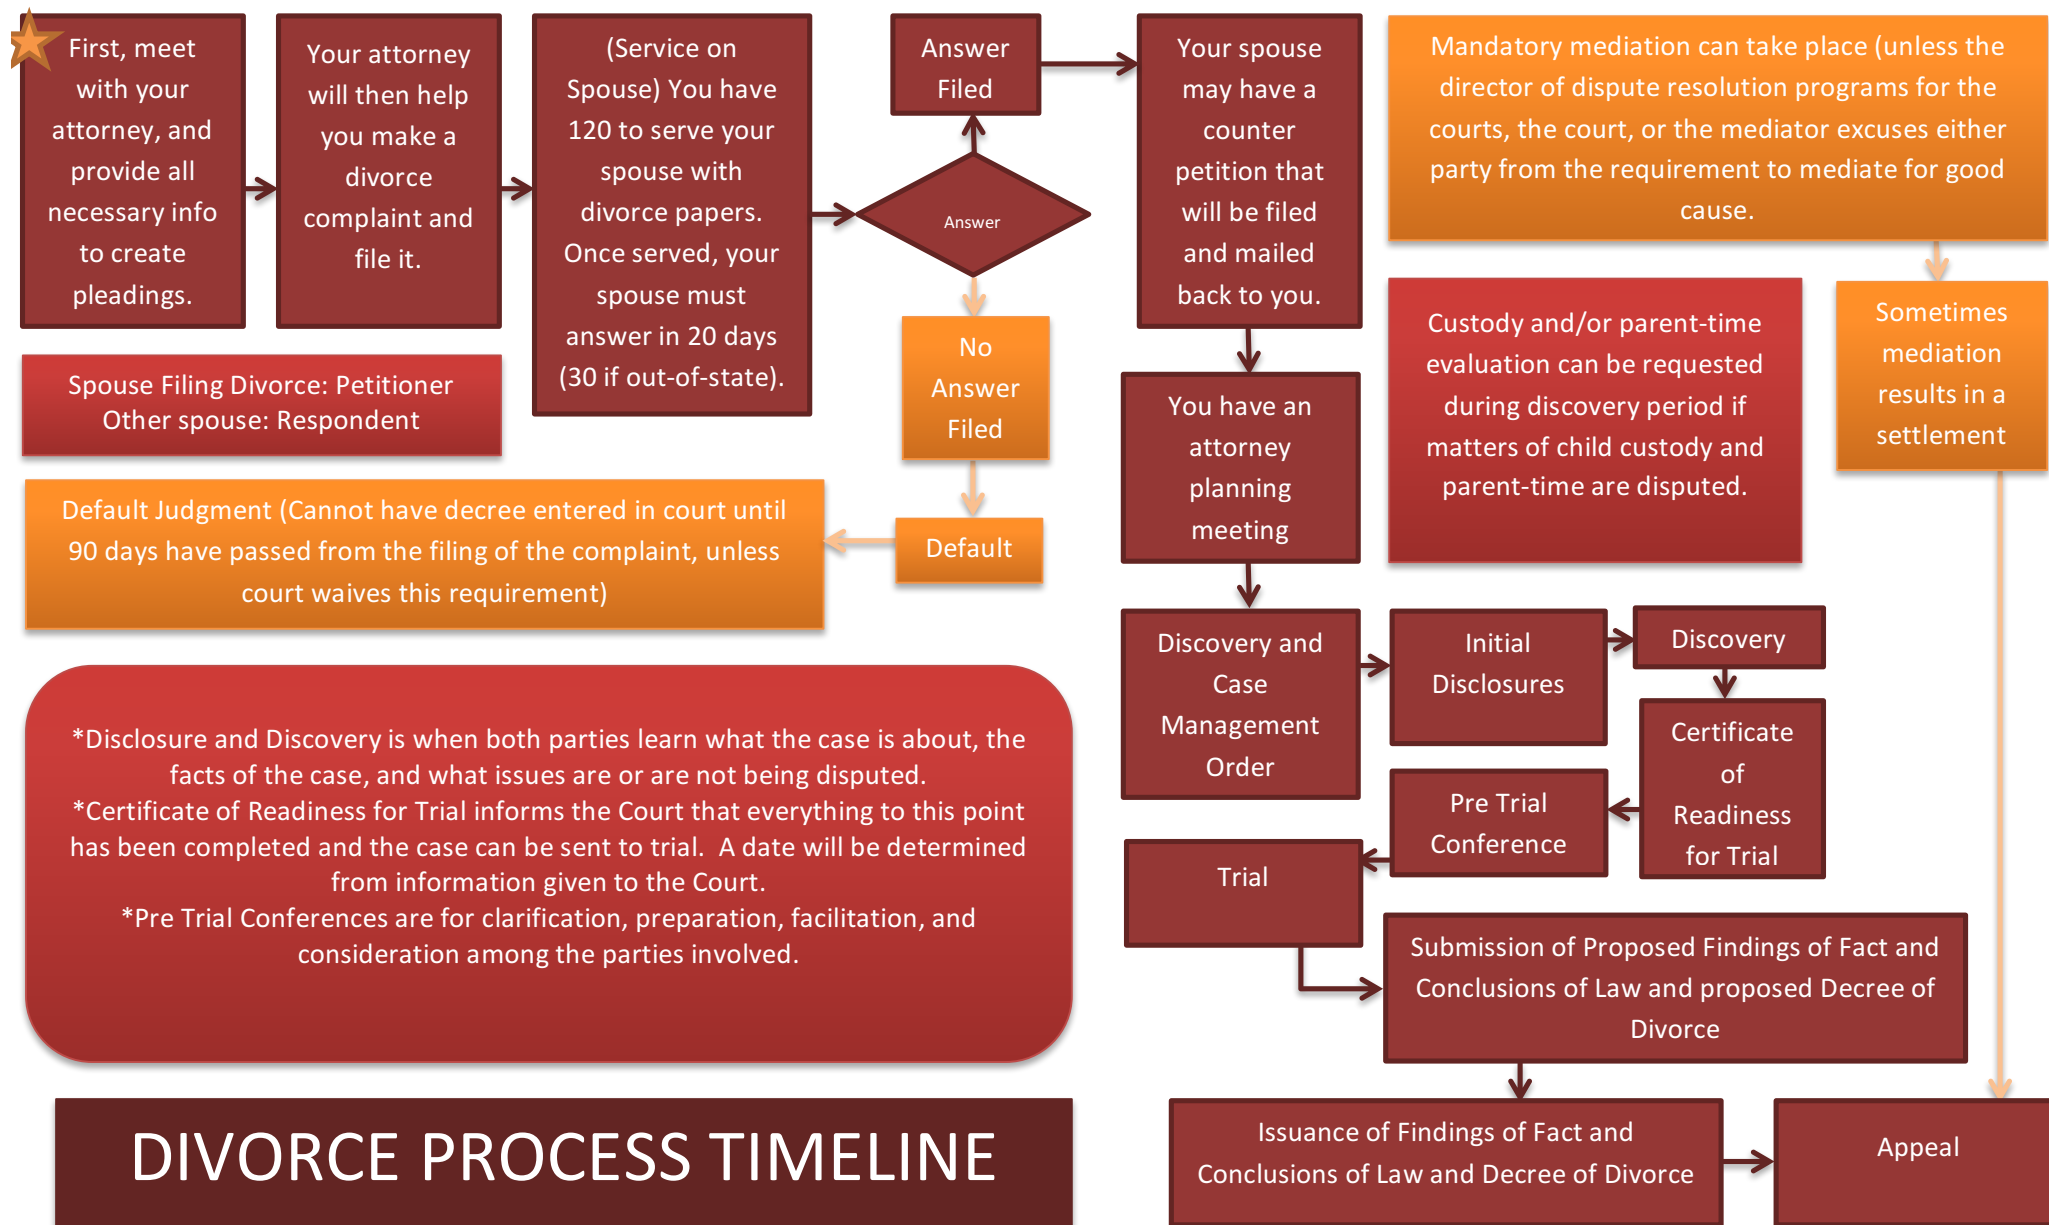 First, meet
with your
attorney, and
provide all
necessary info
to create
pleadings.
Your attorney
will then help
you make a
divorce
complaint and
file it.
(Service on
Spouse) You have
120 to serve your
spouse with
divorce papers.
Once served, your
spouse must
answer in 20 days
(30 if out-of-state).
Answer
Answer
Filed
No
Answer
Filed
Default
Default Judgment (Cannot have decree entered in court until
90 days have passed from the filing of the complaint, unless
court waives this requirement)
Spouse Filing Divorce: Petitioner
Other spouse: Respondent
Your spouse
may have a
counter
petition that
will be filed
and mailed
back to you.
You have an
attorney
planning
meeting
Mandatory mediation can take place (unless the
director of dispute resolution programs for the
courts, the court, or the mediator excuses either
party from the requirement to mediate for good
cause.
Sometimes
mediation
results in a
settlement
Custody and/or parent-time
evaluation can be requested
during discovery period if
matters of child custody and
parent-time are disputed.
Discovery and
Case
Management
Order
Initial
Disclosures
Discovery
Certificate
of
Readiness
for Trial
Pre Trial
Conference
Trial
Submission of Proposed Findings of Fact and
Conclusions of Law and proposed Decree of
Divorce
Issuance of Findings of Fact and
Conclusions of Law and Decree of Divorce
Appeal
*Disclosure and Discovery is when both parties learn what the case is about, the
facts of the case, and what issues are or are not being disputed.
*Certificate of Readiness for Trial informs the Court that everything to this point
has been completed and the case can be sent to trial.  A date will be determined
from information given to the Court.
*Pre Trial Conferences are for clarification, preparation, facilitation, and
consideration among the parties involved.
DIVORCE PROCESS TIMELINE